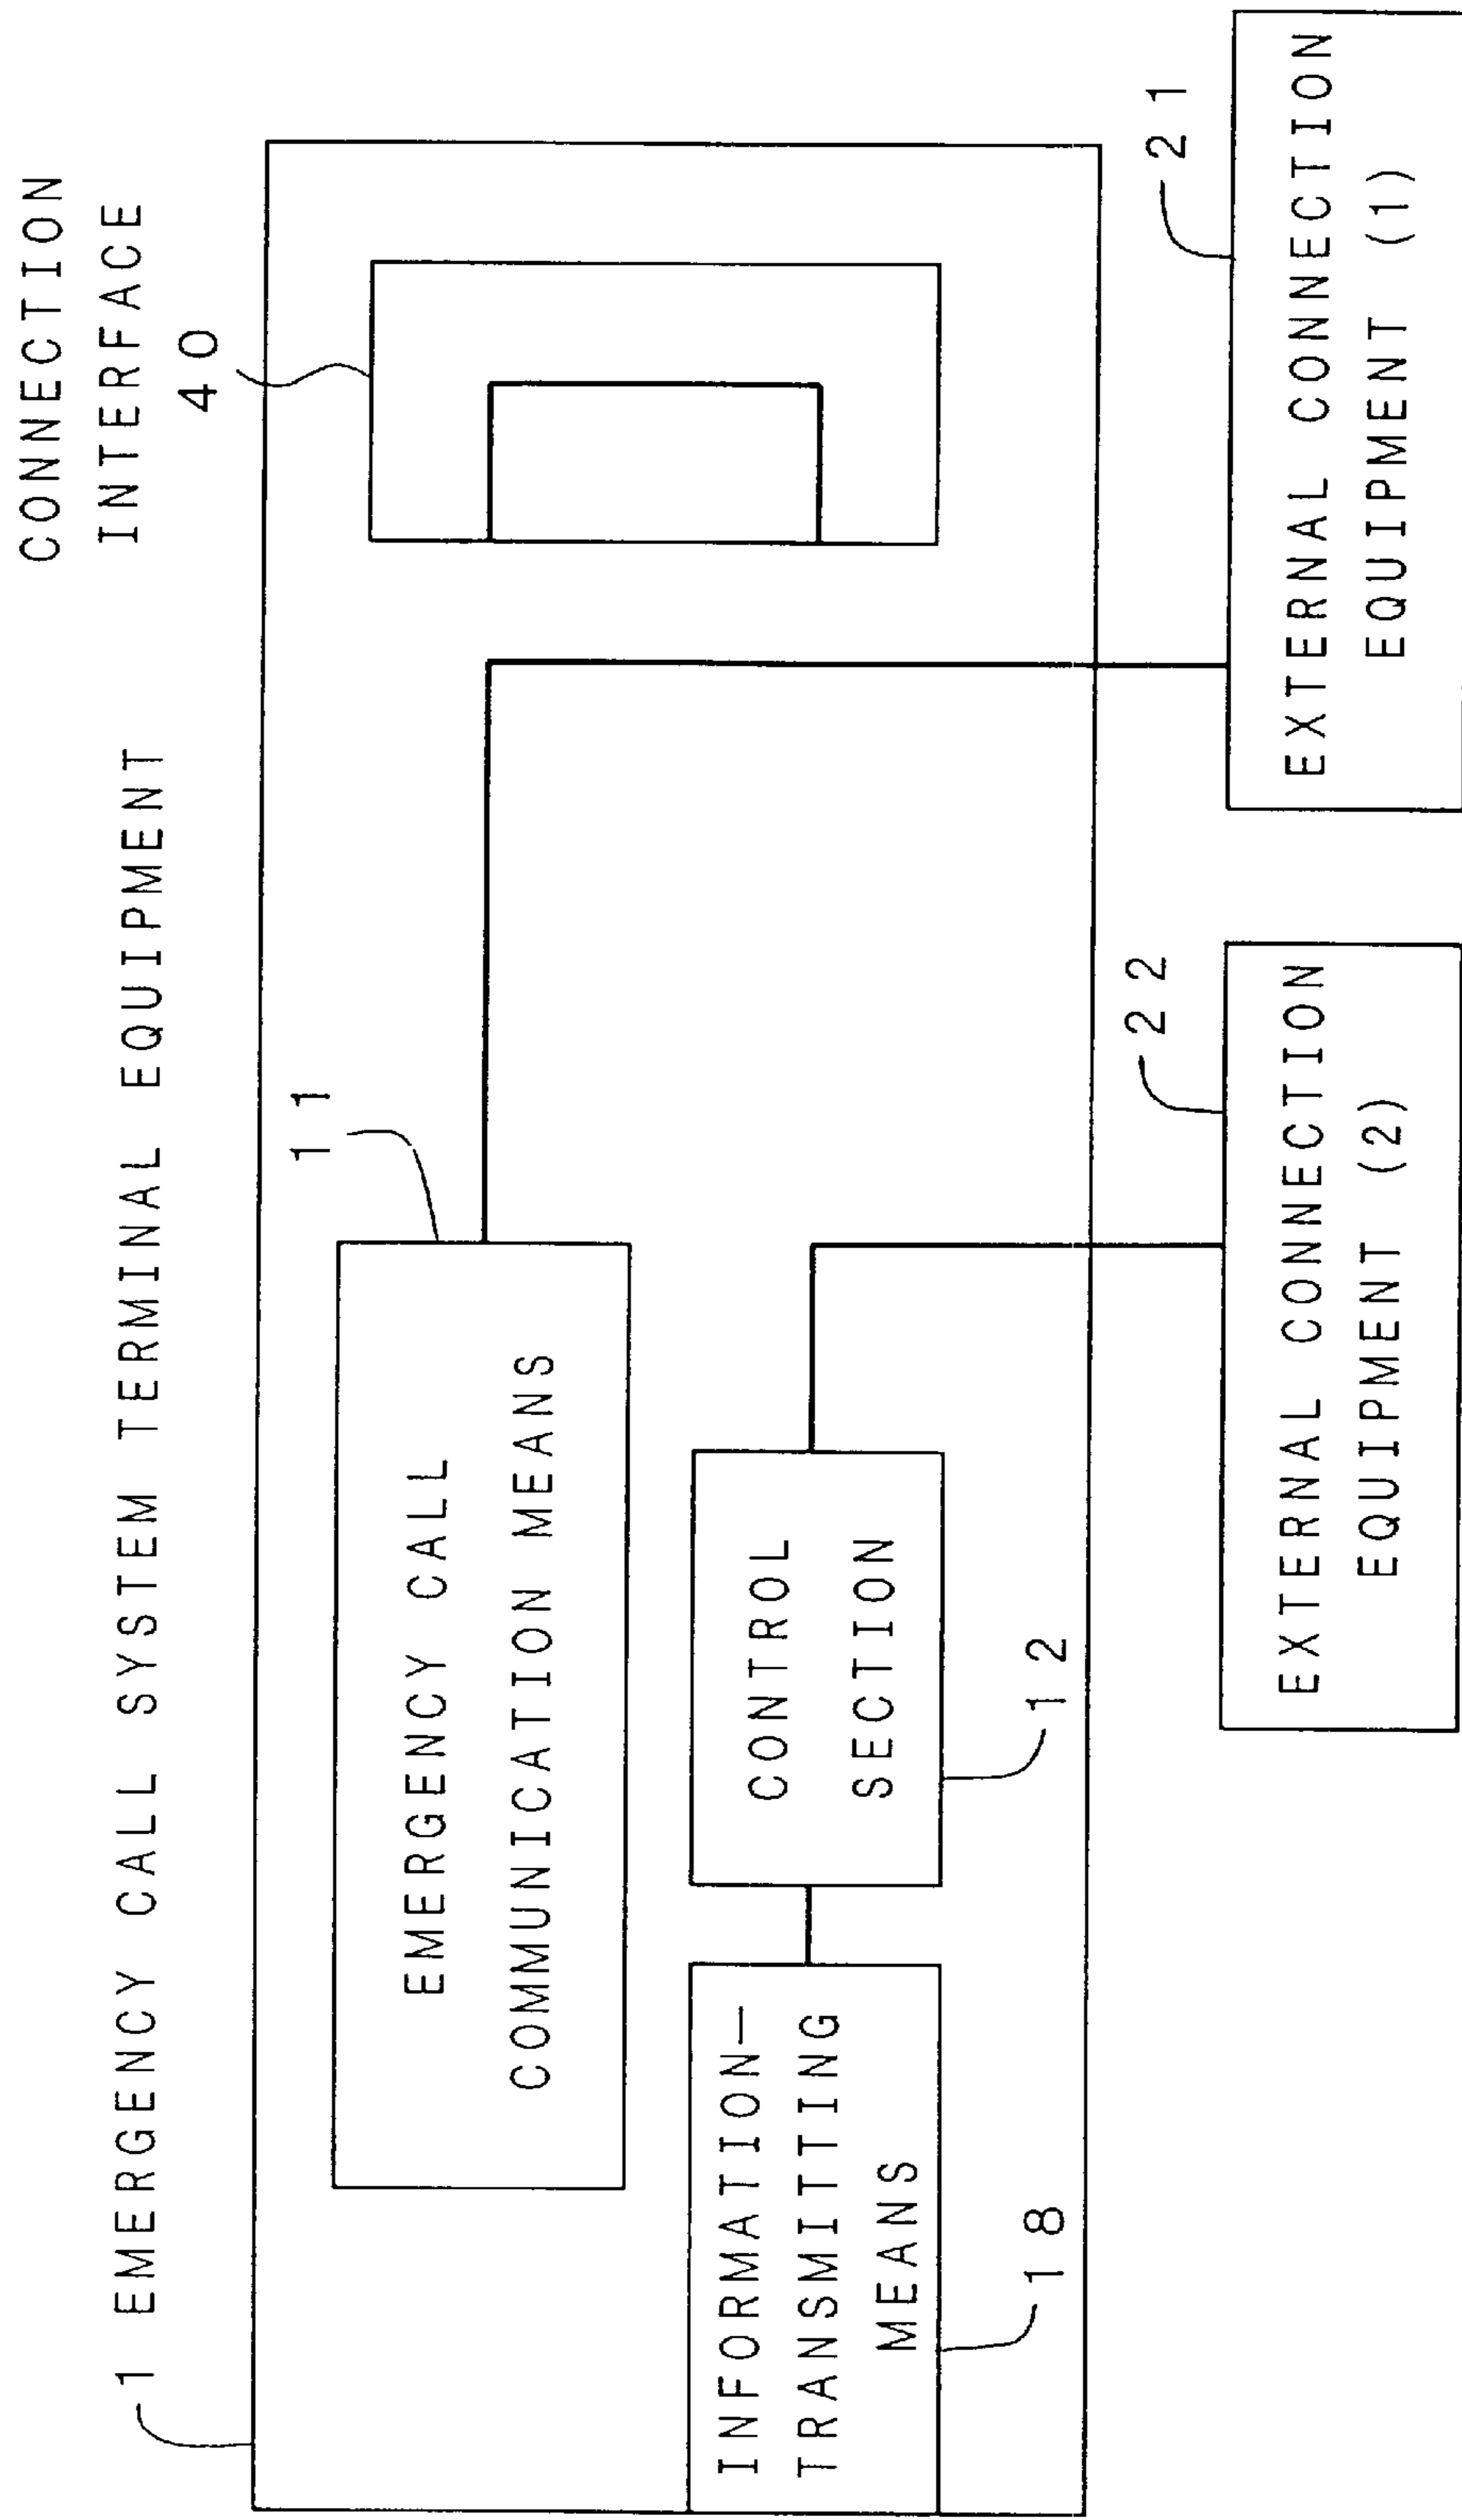 CONNECTION
INTERFACE
40
1 EMERGENCY CALL SYSTEM TERMINAL EQUIPMENT
11
EMERGENCY CALL
COMMUNICATION MEANS
INFORMATION—
TRANSMITTING
MEANS
18
CONTROL
SECTION
12
22
EXTERNAL CONNECTION
EQUIPMENT (2)
21
EXTERNAL CONNECTION
EQUIPMENT (1)